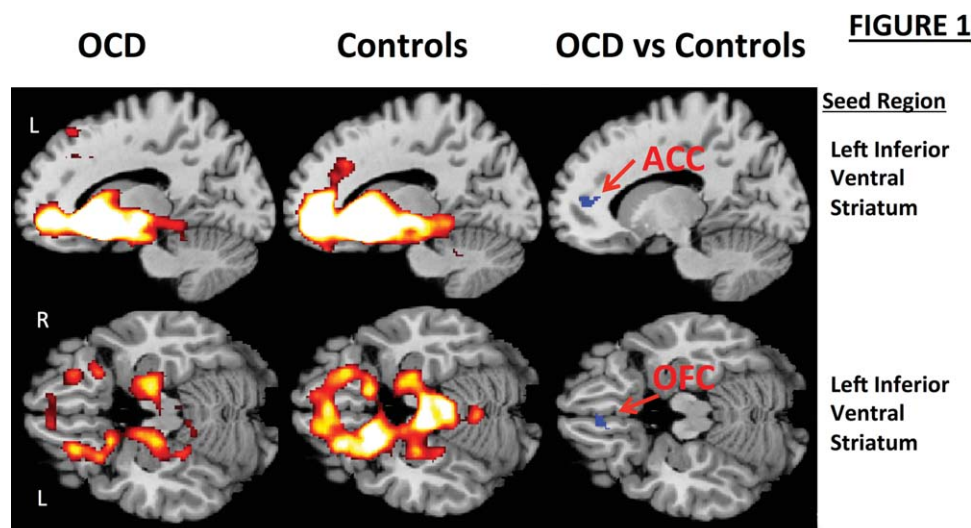 FIGURE 1
OCD
Controls
OCD vs Controls
Seed Region
L
ACC
Left Inferior
Ventral
Striatum
R
OFC
Left Inferior
Ventral
Striatum
L